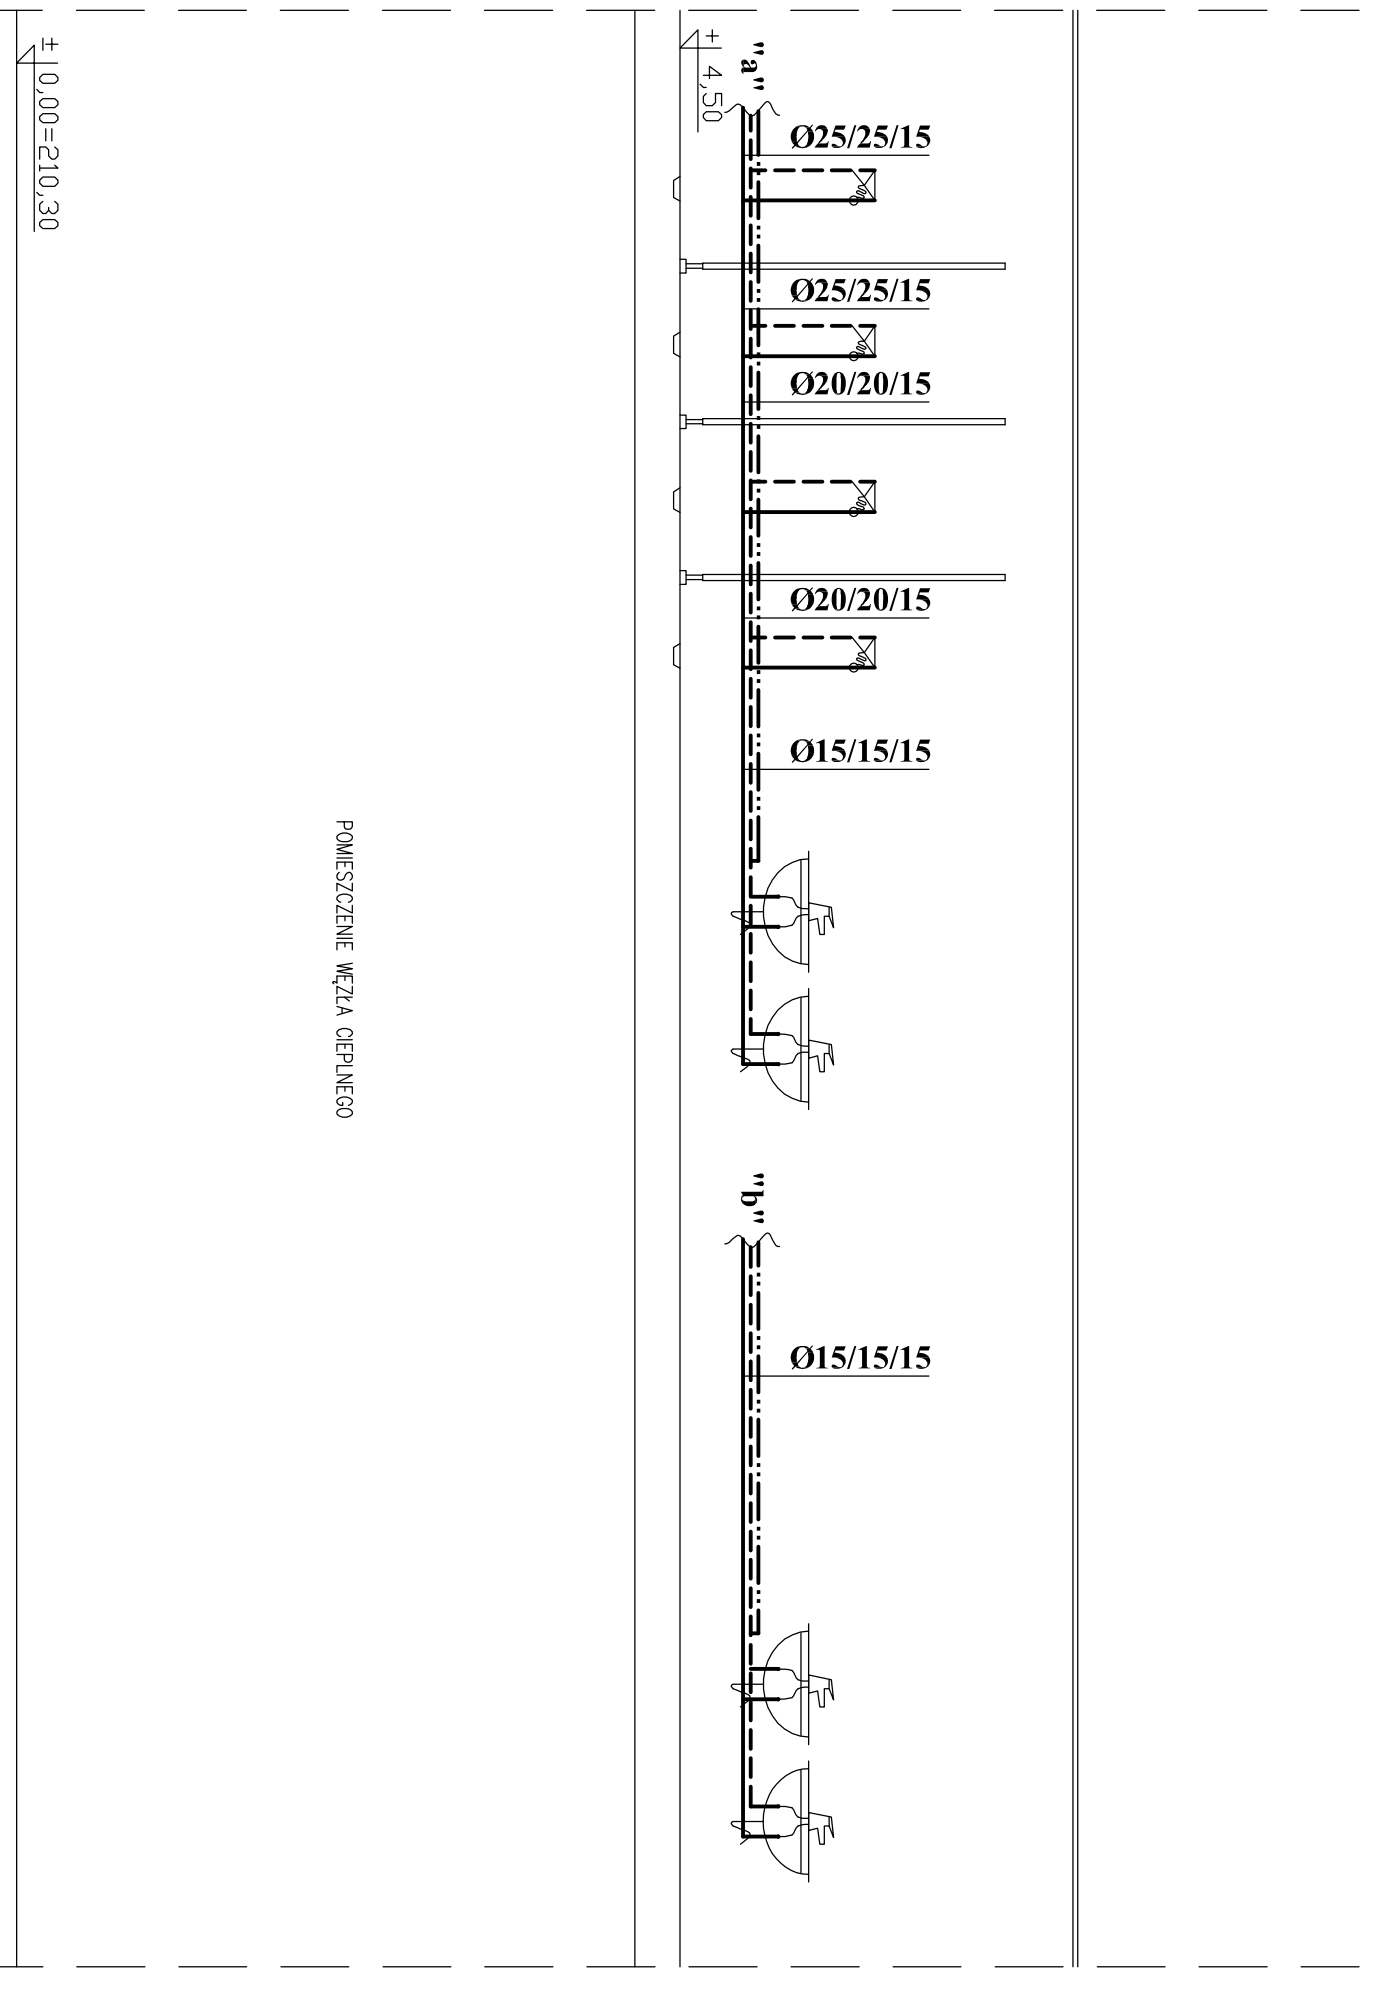 ± 0,00=210,30
+ 4,50
"a"
Ø25/25/15
Ø25/25/15
Ø20/20/15
Ø20/20/15
Ø15/15/15
POMIESZCZENIE WĘZŁA CIEPLNEGO
"b"
Ø15/15/15